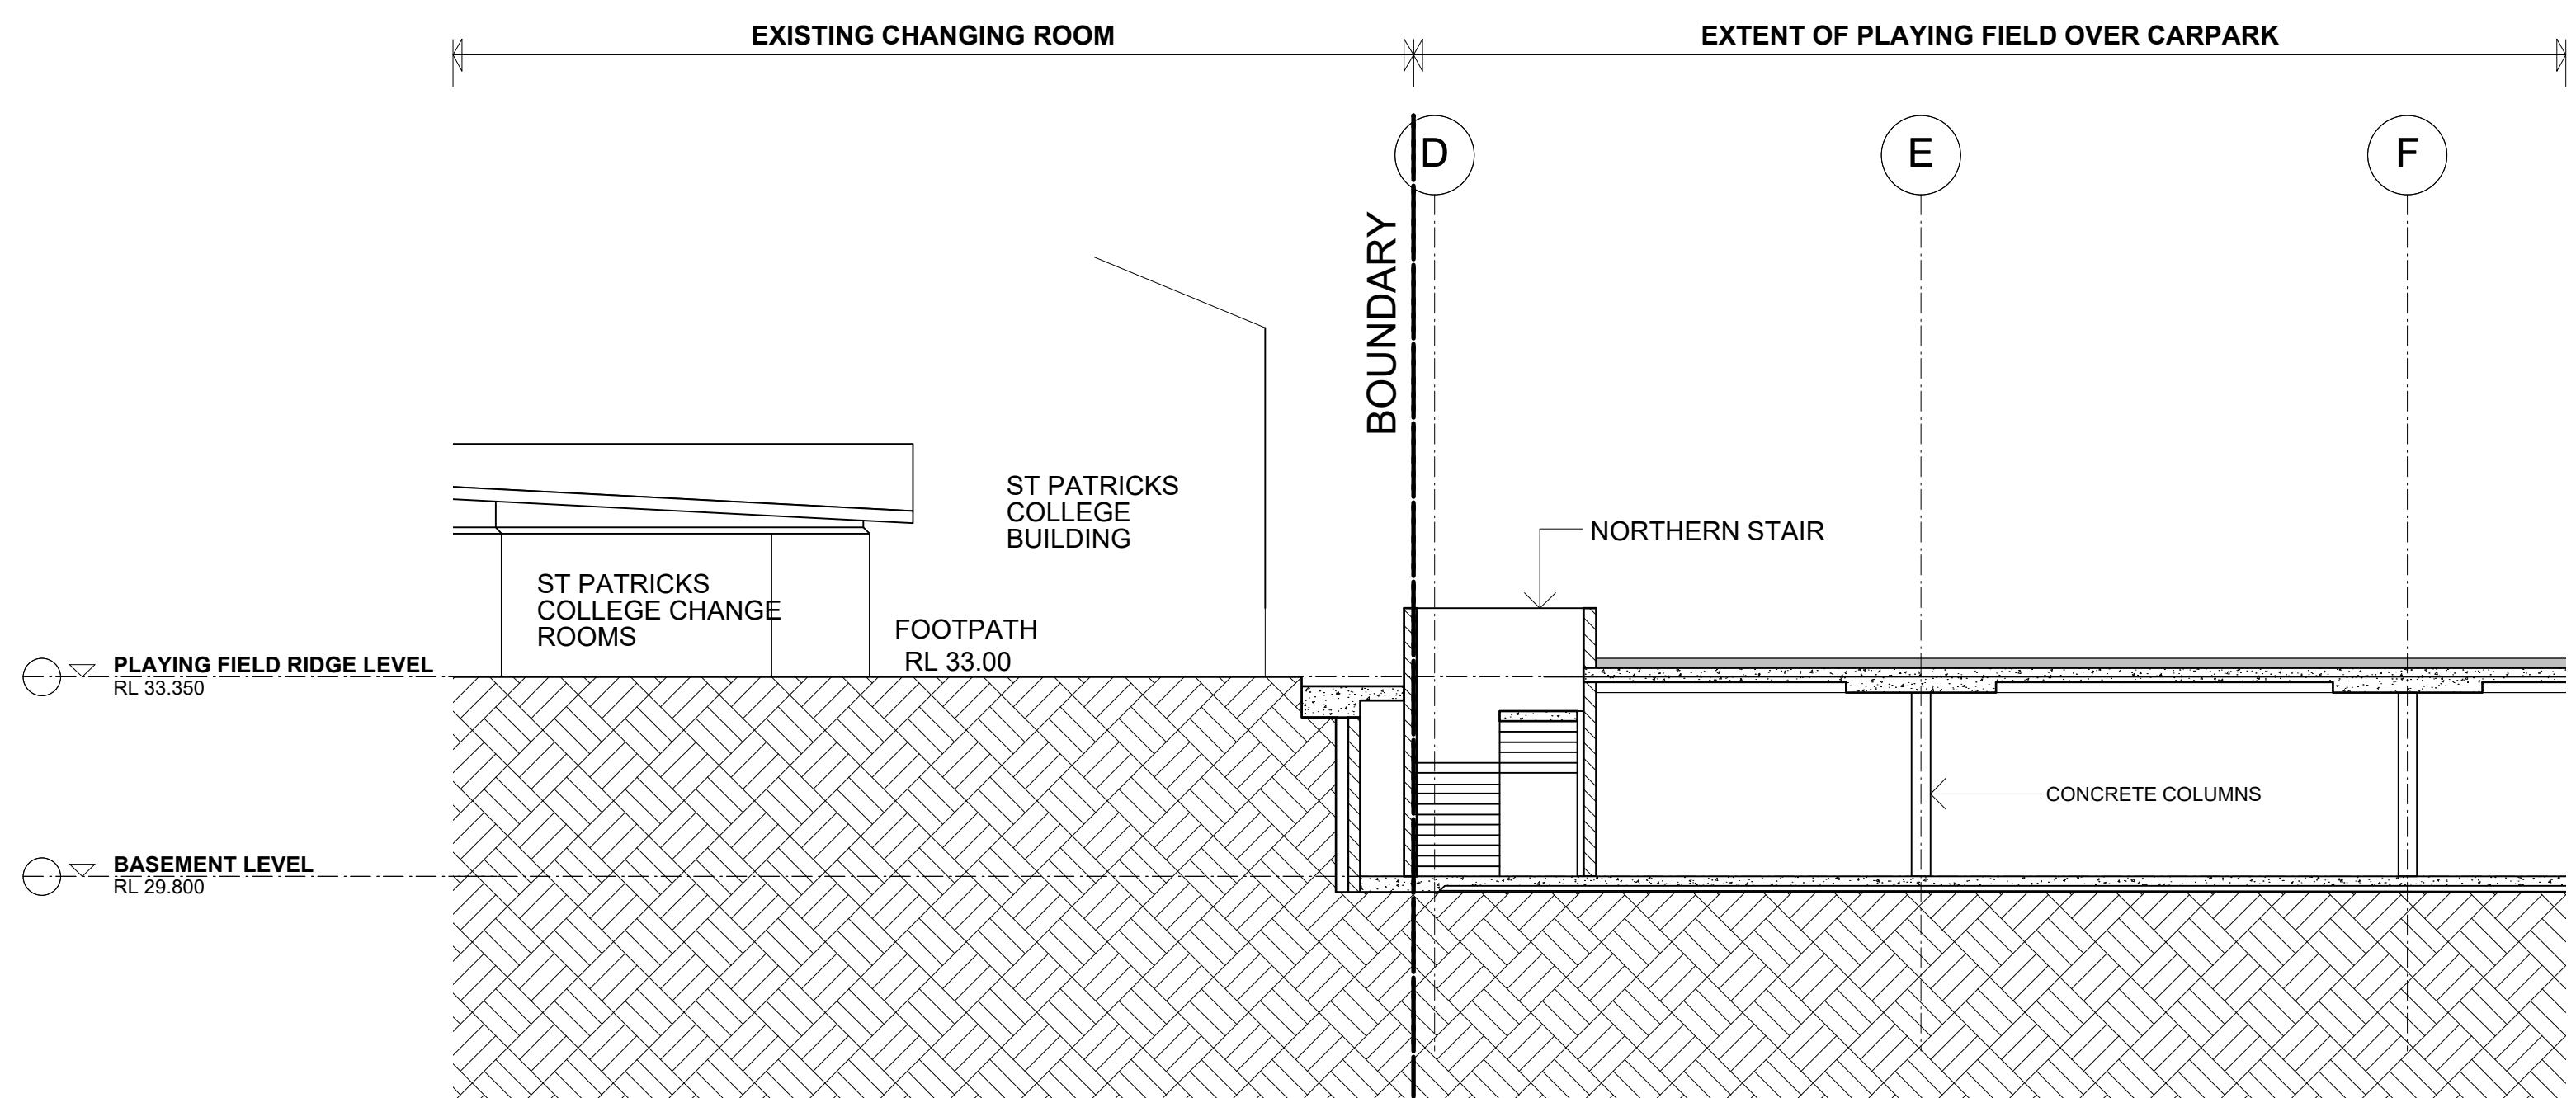 EXISTING CHANGING ROOM
EXTENT OF PLAYING FIELD OVER CARPARK
D
E
F
BOUNDARY
ST PATRICKS
COLLEGE
BUILDING
NORTHERN STAIR
ST PATRICKS
COLLEGE CHANGE
ROOMS
FOOTPATH
RL 33.00
PLAYING FIELD RIDGE LEVEL
RL 33.350
CONCRETE COLUMNS
BASEMENT LEVEL
RL 29.800